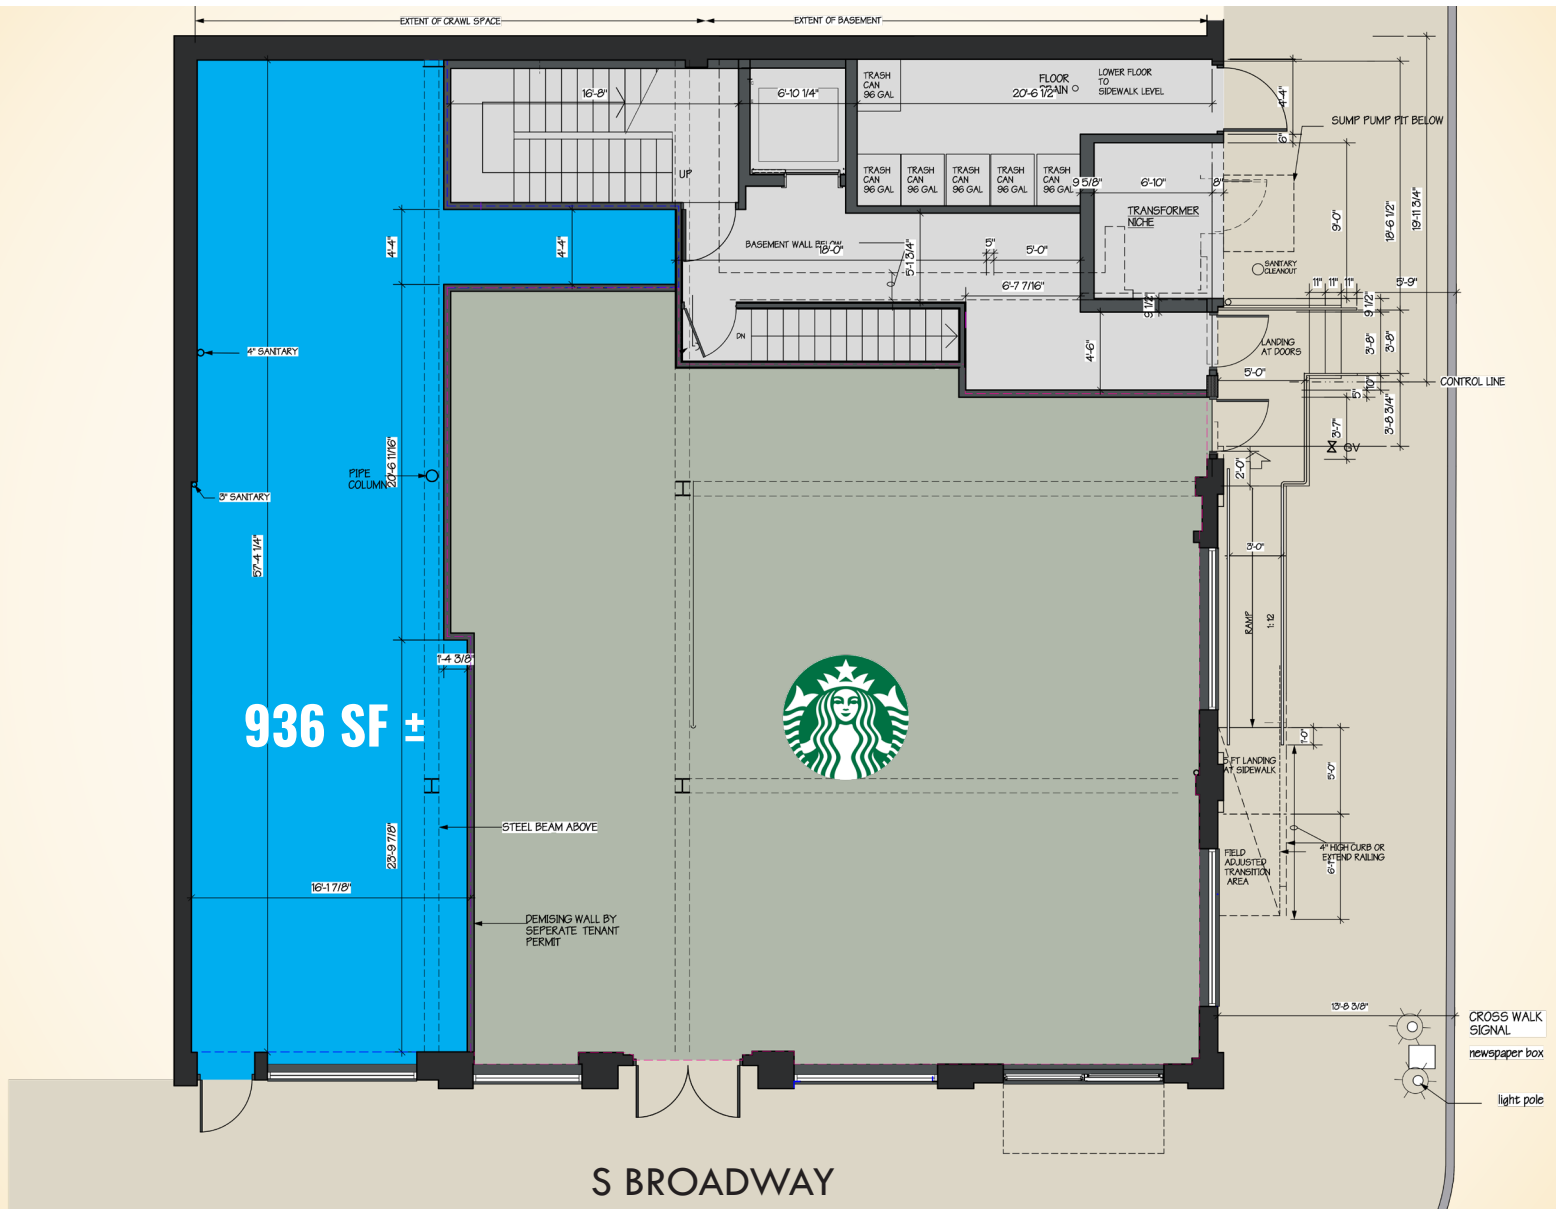 EXTENT OF CRAWL SPACE
EXTENT OF BASEMENT
TRASH
CAN
96 GAL
FLOOR
DRAIN
LOWER FLOOR
TO
SIDEWALK LEVEL
16'-8"
6'-10 1/4"
20'-6 1/2"
4'-4"
6"
SUMP PUMP PIT BELOW
UP
TRASH
CAN
96 GAL
TRASH
CAN
96 GAL
TRASH
CAN
96 GAL
TRASH
CAN
96 GAL
TRASH
CAN
96 GAL
9 5/8"
6'-10"
8"
TRANSFORMER
NICHE
9'-0"
18'-6 1/2"
19'-11 3/4"
4'-4"
4'-4"
BASEMENT WALL BELOW
18'-0"
5'-1 3/4"
5"
5'-0"
6'-7 7/16"
SANITARY
CLEANOUT
11"
11"
11"
5'-9"
9 1/2"
9 1/2"
DN
4'-6"
LANDING
AT DOORS
3'-8"
3'-8"
4" SANITARY
5'-0"
5"
10"
CONTROL LINE
3'-7"
3'-8 3/4"
GV
2'-0"
PIPE
COLUMN
20'-6 11/16"
3" SANITARY
57'-4 1/4"
3'-0"
RAMP
1: 12
1'-4 3/8"
936 SF ±
1'-0"
5 FT LANDING
AT SIDEWALK
5'-0"
STEEL BEAM ABOVE
23'-9 7/8"
4" HIGH CURB OR
EXTEND RAILING
FIELD
ADJUSTED
TRANSITION
AREA
16'-1 7/8"
DEMISING WALL BY
SEPERATE TENANT
PERMIT
13'-8 3/8"
CROSS WALK
SIGNAL
newspaper box
light pole
S BROADWAY